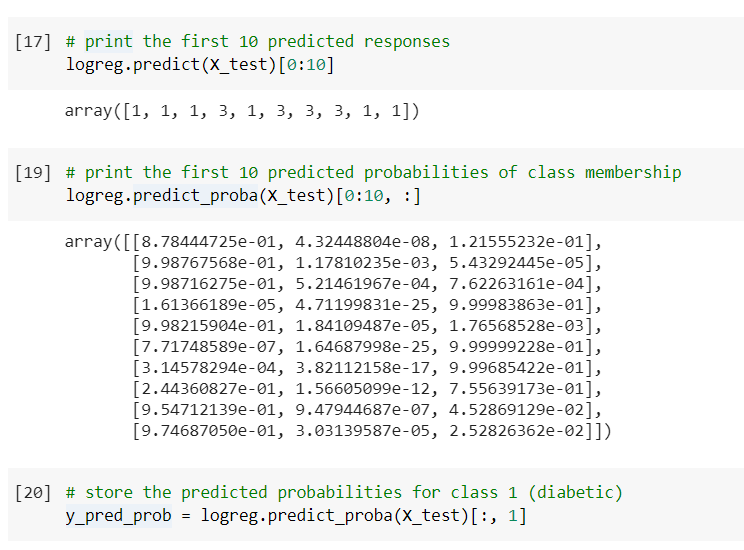 [17] # print the first 10 predicted responses
logreg.predict(X_test)[0:10]
array([1, 1, 1, 3, 1, 3, 3, 3, 1, 1])
[19] # print the first 10 predicted probabilities of class membership
logreg.predict_proba(X_test)[0:10, :]
array([[8.78444725e-01, 4.32448804e-08, 1.21555232e-01],
[9.98767568e-01, 1.17810235e-03, 5.43292445e-05],
[9.98716275e-01, 5.21461967e-04, 7.62263161e-04],
[1.61366189e-05, 4.71199831e-25, 9.99983863e-01],
[9.98215904e-01, 1.84109487e-05, 1.76568528e-03],
[7.71748589e-07, 1.64687998e-25, 9.99999228e-01],
[3.14578294e-04, 3.82112158e-17, 9.99685422e-01],
[2.44360827e-01, 1.56605099e-12, 7.55639173e-01],
[9.54712139e-01, 9.47944687e-07, 4.52869129e-02],
[9.74687050e-01, 3.03139587e-05, 2.52826362e-02]])
[20] # store the predicted probabilities for class 1 (diabetic)
y_pred_prob = logreg.predict_proba(X_test)[:, 1]